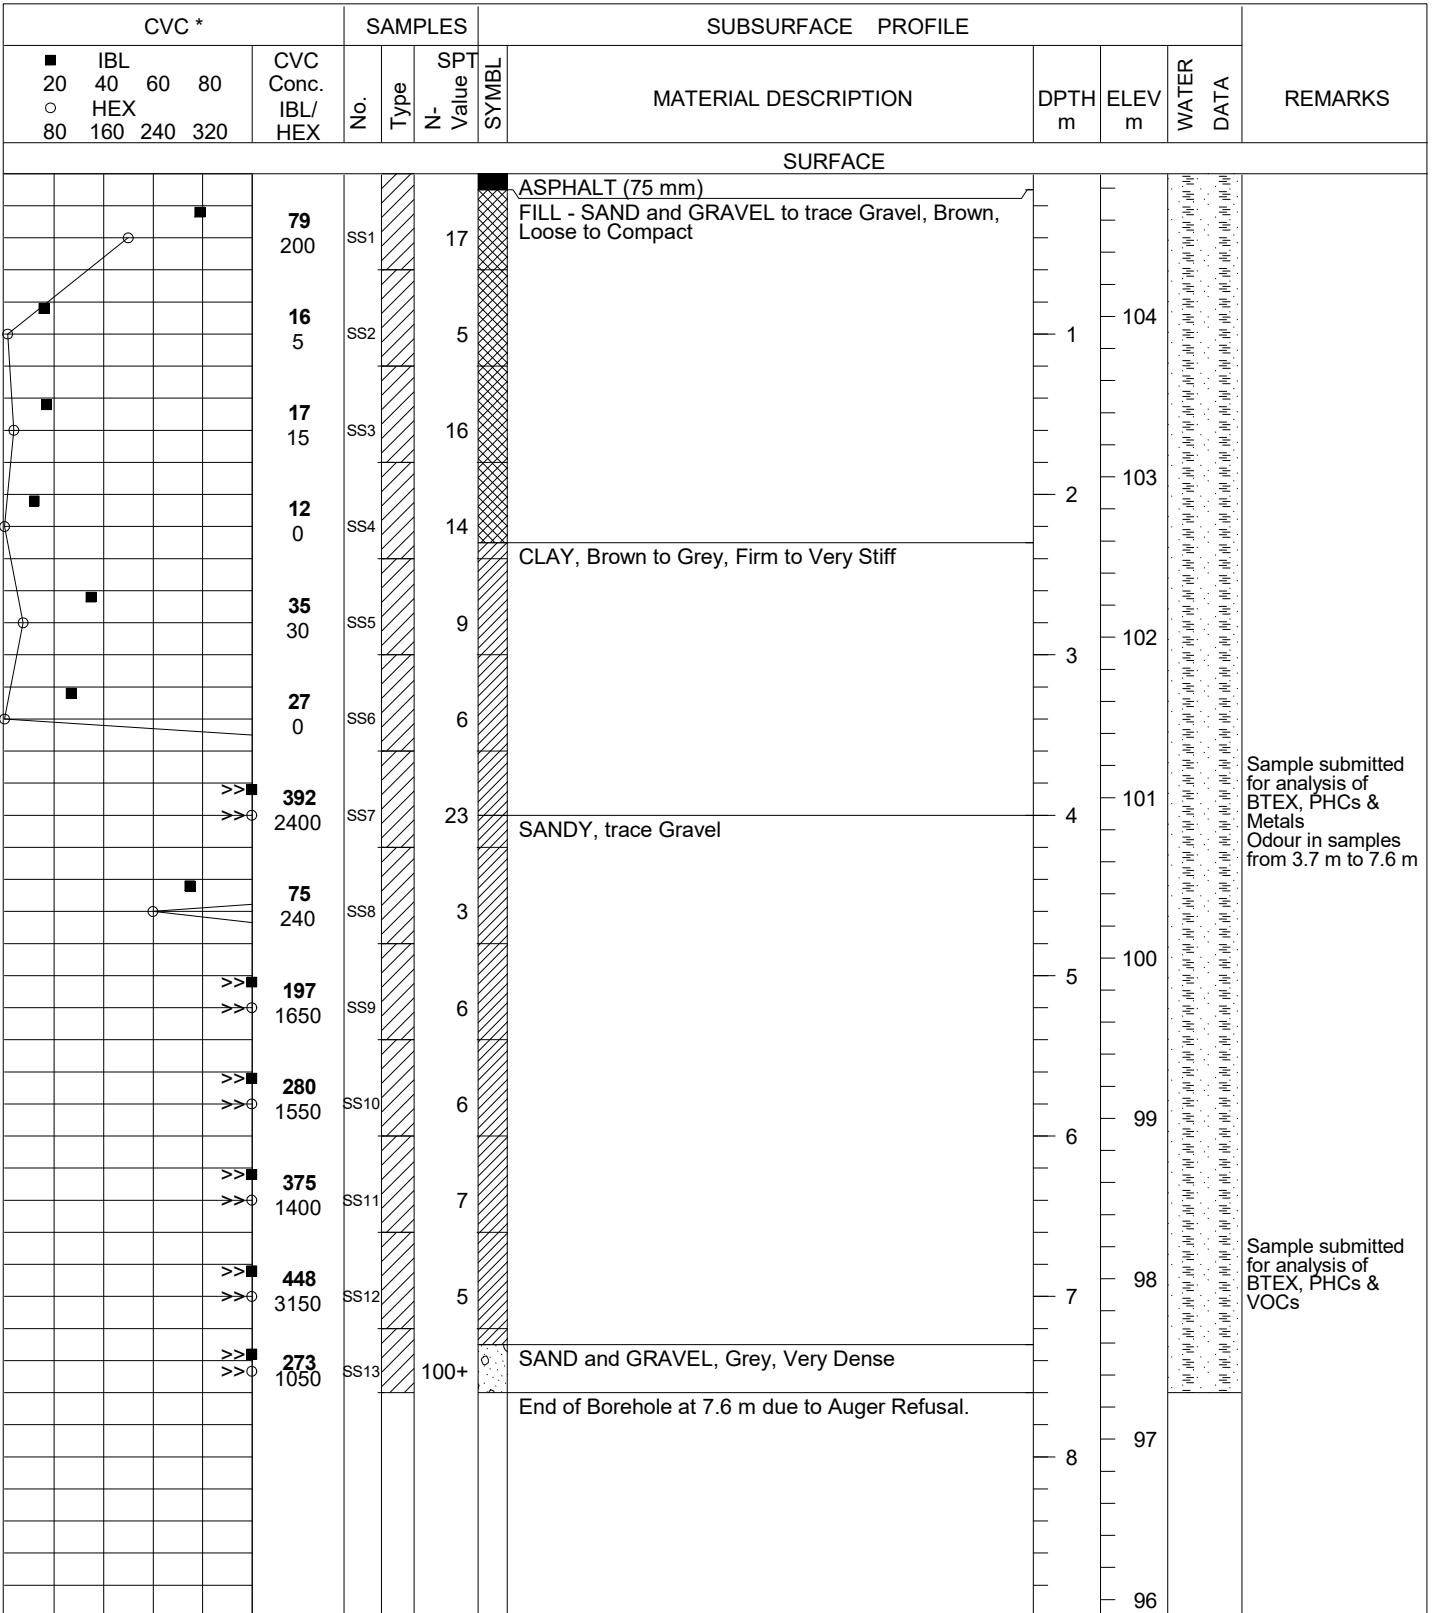 CVC *
SAMPLES
SUBSURFACE PROFILE
IBL
20 40 60 80
HEX
80 160 240 320
CVC
Conc.
IBL/
HEX
No.
Type
SPT
N-
Value
SYMBL
MATERIAL DESCRIPTION
DPTH
m
ELEV
m
WATER
DATA
REMARKS
SURFACE
ASPHALT (75 mm)
FILL - SAND and GRAVEL to trace Gravel, Brown,
Loose to Compact
79
200
SS1
17
16
5
SS2
5
1
104
17
15
SS3
16
103
2
12
0
SS4
14
CLAY, Brown to Grey, Firm to Very Stiff
35
30
SS5
9
102
3
27
0
SS6
6
Sample submitted
for analysis of
BTEX, PHCs &
Metals
Odour in samples
from 3.7 m to 7.6 m
>>
>>
392
2400
SS7
23
101
4
SANDY, trace Gravel
75
240
SS8
3
100
5
>>
>>
197
1650
SS9
6
>>
>>
280
1550
SS10
6
99
6
>>
>>
375
1400
SS11
7
Sample submitted
for analysis of
BTEX, PHCs &
VOCs
>>
>>
448
3150
SS12
5
98
7
>>
>>
273
1050
SS13
100+
SAND and GRAVEL, Grey, Very Dense
End of Borehole at 7.6 m due to Auger Refusal.
97
8
96